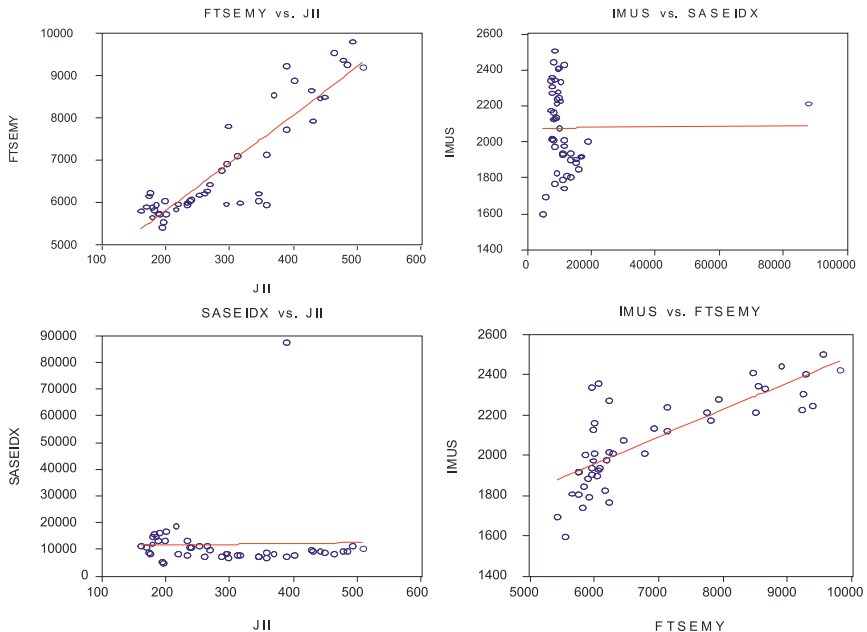 FTSEMY vs. JII
10000
9000
8000
7000
6000
5000
FTSEMY
100 200 300 400 500 600
JII
IMUS vs. SASEIDX
2600
2400
2200
2000
1800
1600
1400
IMUS
0 20000 40000 60000 80000 100000
SASEIDX vs. JII
90000
80000
70000
60000
50000
40000
30000
20000
10000
0
SASEIDX
100 200 300 400 500 600
JII
IMUS vs. FTSEMY
2600
2400
2200
2000
1800
1600
1400
IMUS
5000 6000 7000 8000 9000 10000
FTSEMY